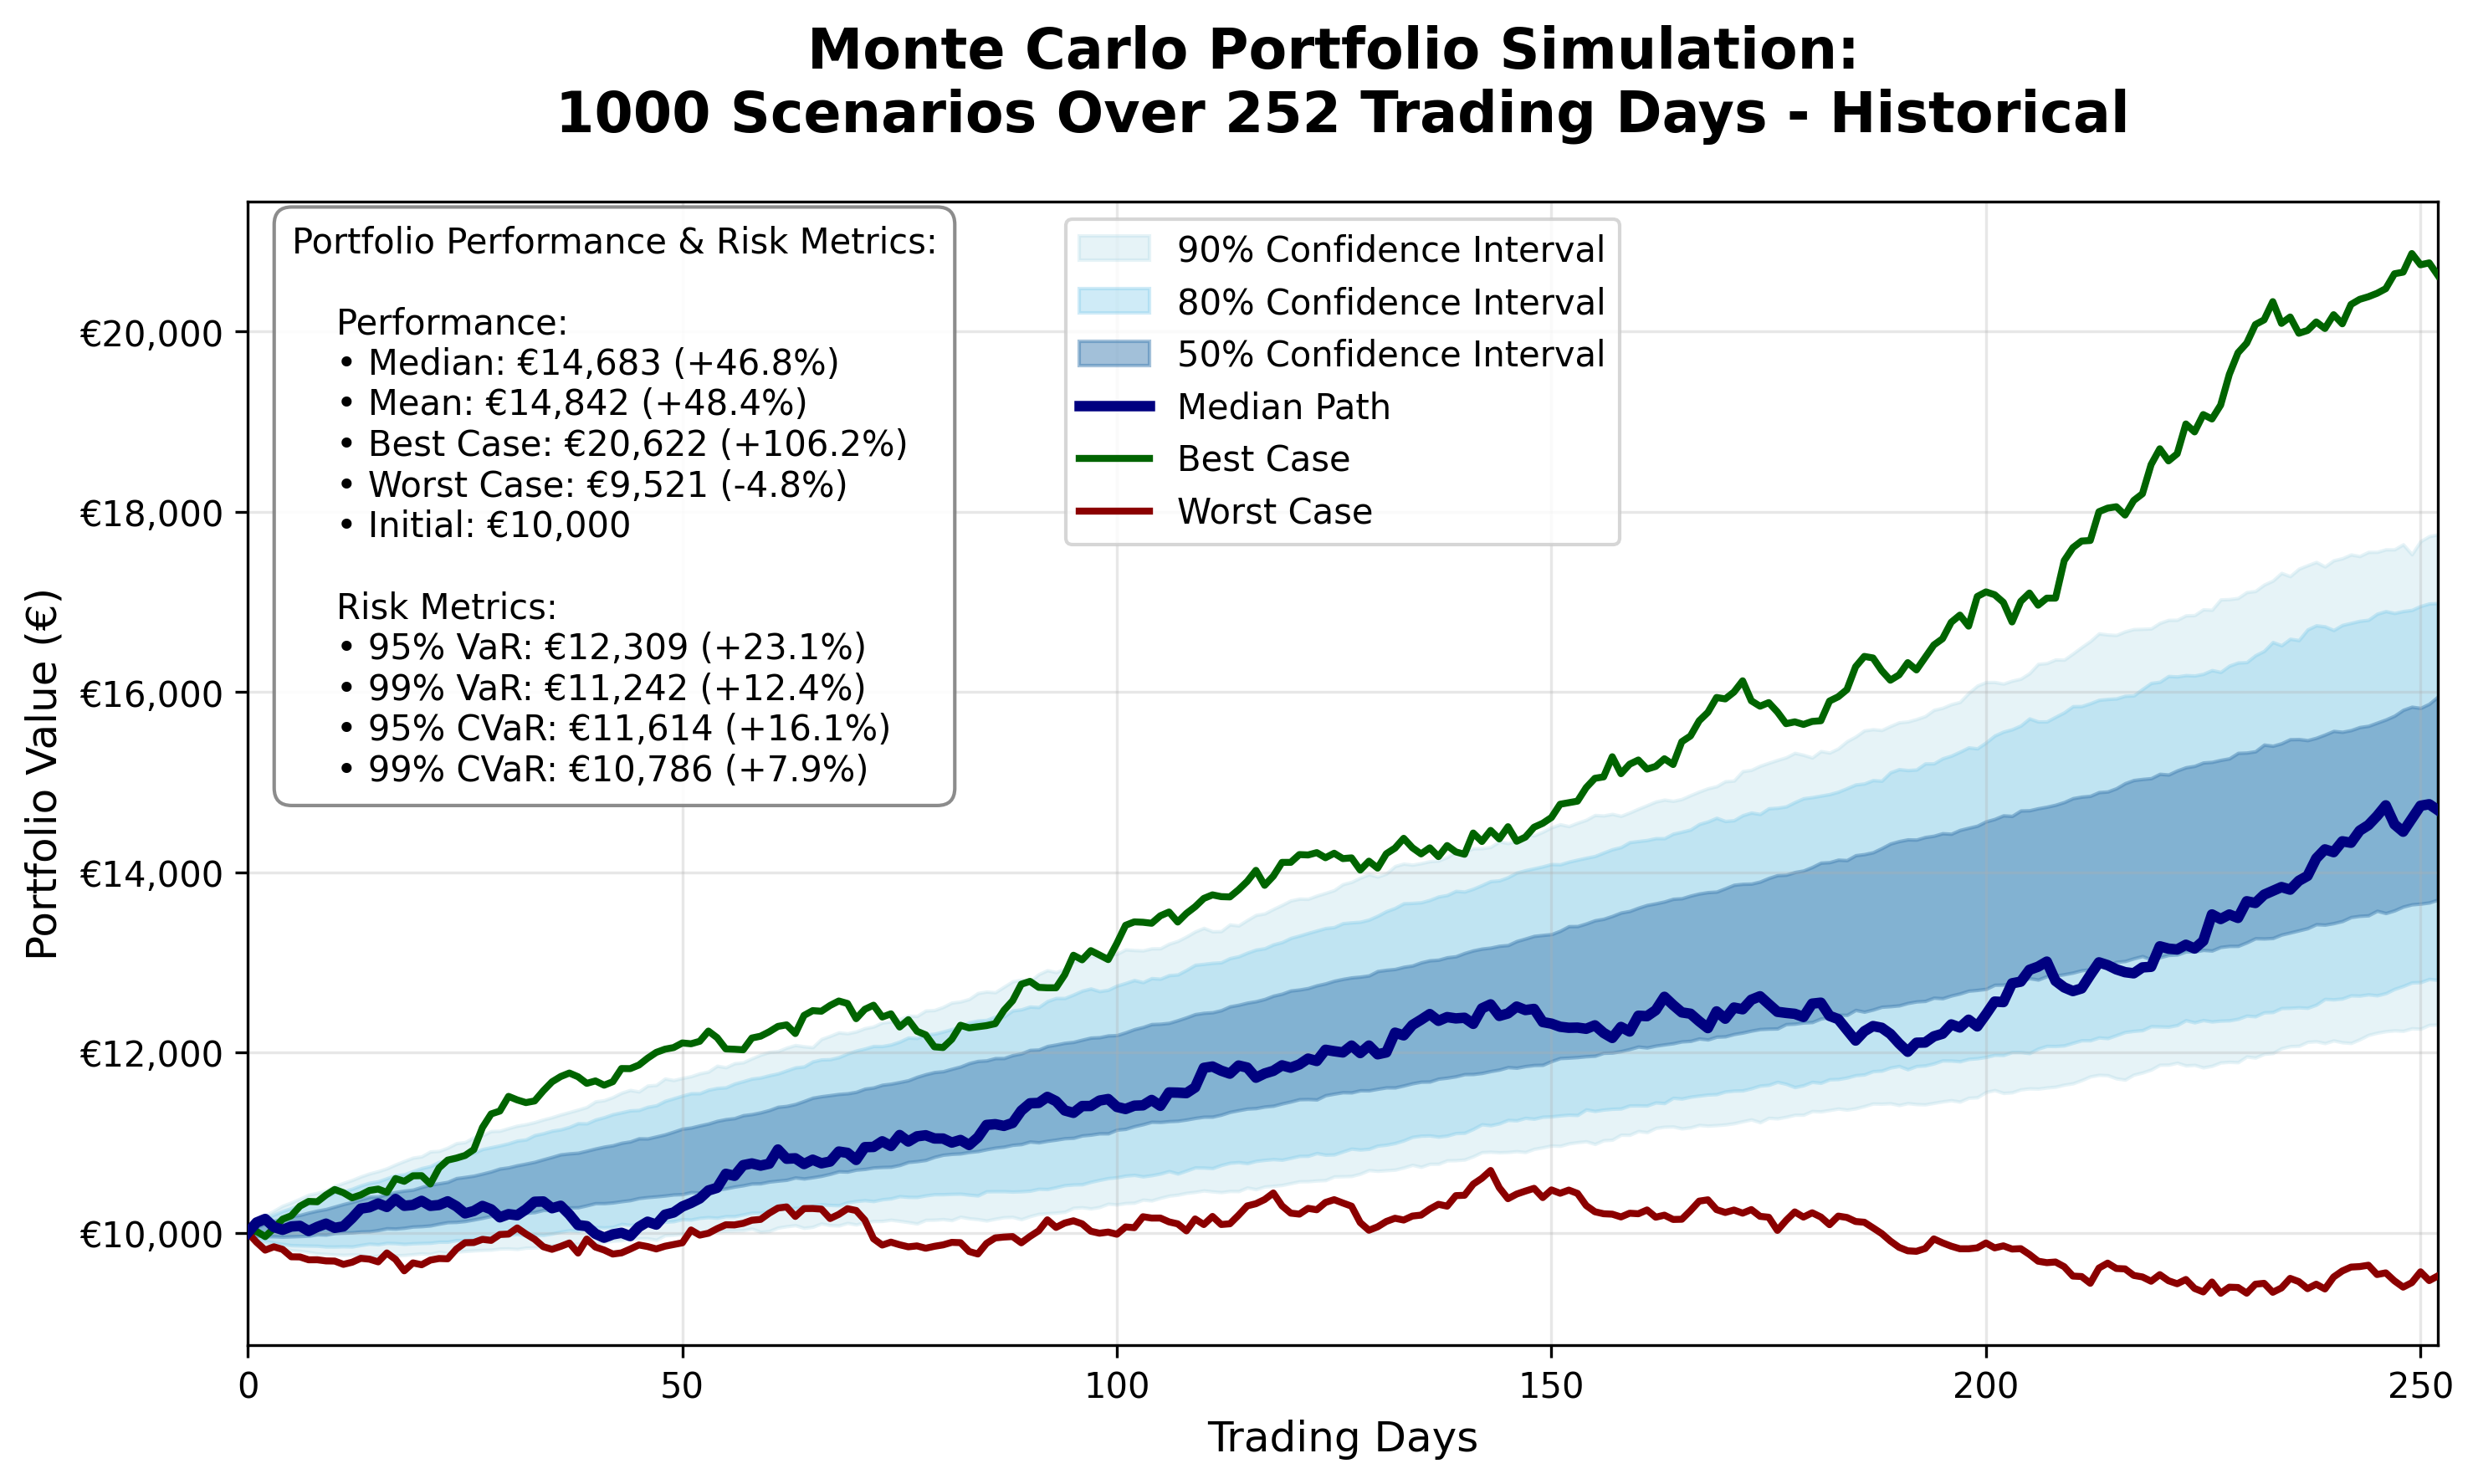 Monte Carlo Portfolio Simulation:
1000 Scenarios Over 252 Trading Days - Historical
Portfolio Performance & Risk Metrics:
Performance:
• Median: €14,683 (+46.8%)
• Mean: €14,842 (+48.4%)
• Best Case: €20,622 (+106.2%)
• Worst Case: €9,521 (-4.8%)
• Initial: €10,000
Risk Metrics:
• 95% VaR: €12,309 (+23.1%)
• 99% VaR: €11,242 (+12.4%)
• 95% CVaR: €11,614 (+16.1%)
• 99% CVaR: €10,786 (+7.9%)
90% Confidence Interval
80% Confidence Interval
50% Confidence Interval
Median Path
Best Case
Worst Case
Portfolio Value (€)
€20,000
€18,000
€16,000
€14,000
€12,000
€10,000
0 50 100 150 200 250
Trading Days